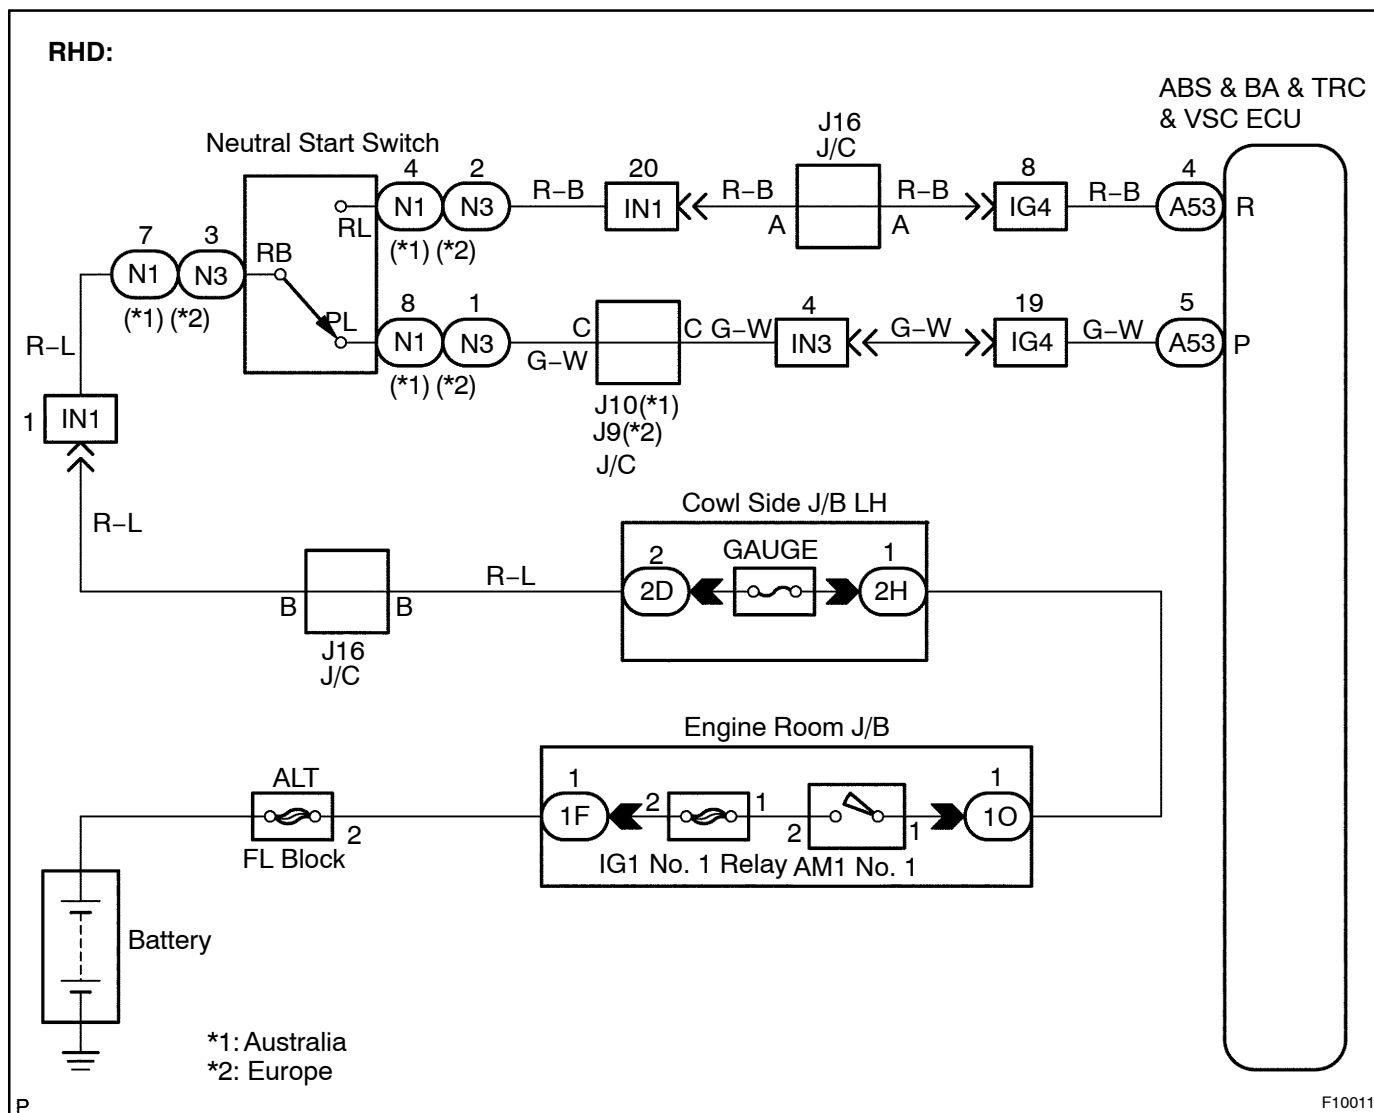 RHD:
ABS & BA & TRC
& VSC ECU
J16
J/C
Neutral Start Switch
4 2 20 8 4
N1 N3 R-B IN1 R-B R-B IG4 R-B A53 R
RL A A
(*1) (*2)
7 3
RB
N1 N3
(*1) (*2)
PL
8 1 4 19 5
N1 N3 C C G-W IN3 G-W IG4 G-W A53 P
G-W
(*1) (*2)
R-L
J10(*1)
J9(*2)
J/C
1 IN1
R-L
Cowl Side J/B LH
2 GAUGE 1
R-L 2D 2H
B B
J16
J/C
Engine Room J/B
ALT
1 1
1F 2 1 2 1 1O
2
FL Block
IG1 No. 1 Relay AM1 No. 1
Battery
*1: Australia
*2: Europe
P
F10011